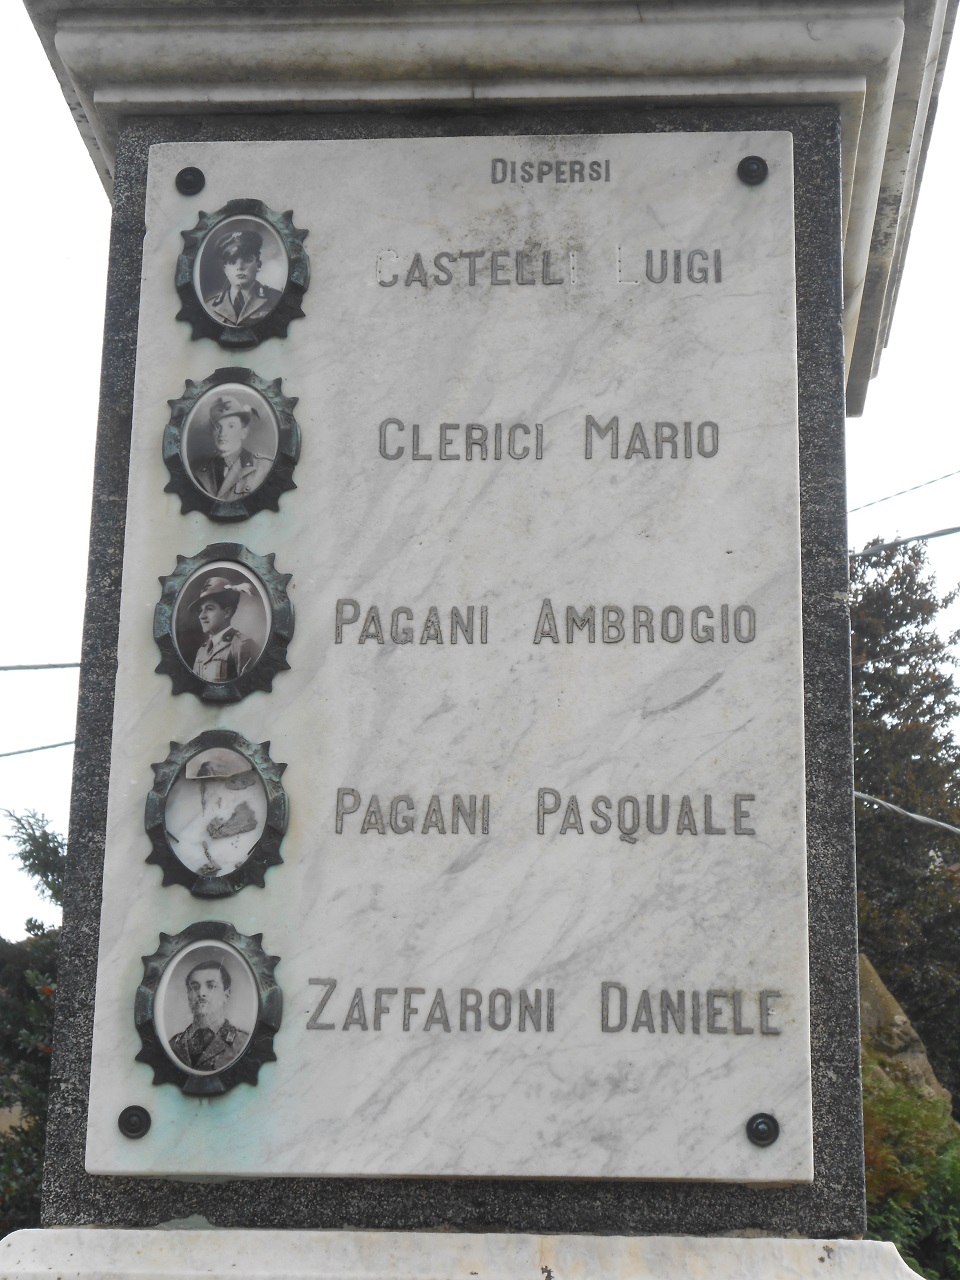 DISPERSI
CASTELLI LUIGI
CLERICI MARIO
PAGANI AMBROGIO
PAGANI PASQUALE
ZAFFARONI DANIELE